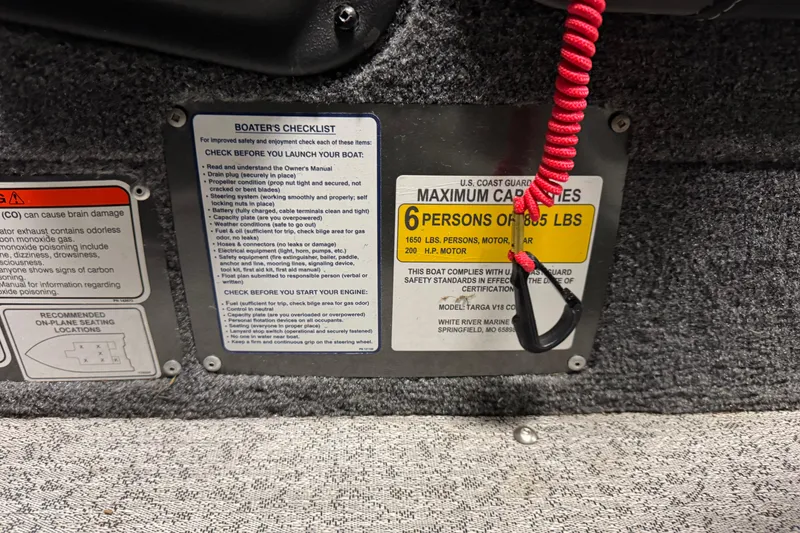 G
(CO) can cause brain damage
ator exhaust contains odorless
on monoxide gas.
monoxide poisoning include
ne, dizziness, drowsiness,
sciousness.
anyone shows signs of carbon
soning.
Manual for information regarding
oxide poisoning.
RECOMMENDED
ON-PLANE SEATING
LOCATIONS
BOATER'S CHECKLIST
For improved safety and enjoyment check each of these items:
CHECK BEFORE YOU LAUNCH YOUR BOAT:
• Read and understand the Owner's Manual
• Drain plug (securely in place)
• Propeller condition (prop nut tight and secured, not
cracked or bent blades)
• Steering system (working smoothly and properly; self
locking nuts in place)
• Battery (fully charged, cable terminals clean and tight)
• Capacity plate (are you overpowered)
• Weather conditions (safe to go out)
• Fuel & oil (sufficient for trip, check bilge area for gas
odor, no leaks)
• Hoses & connectors (no leaks or damage)
• Electrical equipment (light, horn, pumps, etc.)
• Safety equipment (fire extinguisher, bailer, paddle,
anchor and line, mooring lines, signaling device,
tool kit, first aid kit, first aid manual)
• Float plan submitted to responsible person (verbal or
written)
CHECK BEFORE YOU START YOUR ENGINE:
• Fuel (sufficient for trip, check bilge area for gas odor)
• Control in neutral
• Capacity plate (are you overloaded or overpowered)
• Personal flotation devices on all occupants.
• Seating (everyone in proper place)
• Lanyard stop switch (operational and securely fastened)
• No one in water near boat.
• Keep a firm and continuous grip on the steering wheel.
U.S. COAST GUARD
MAXIMUM CAPACITIES
6 PERSONS OR 885 LBS
1650 LBS. PERSONS, MOTOR, AR
200 H.P. MOTOR
THIS BOAT COMPLIES WITH U. AST GUARD
SAFETY STANDARDS IN EFFECT THE DATE OF
CERTIFICATION
MODEL: TARGA V18 CO
WHITE RIVER MARINE
SPRINGFIELD, MO